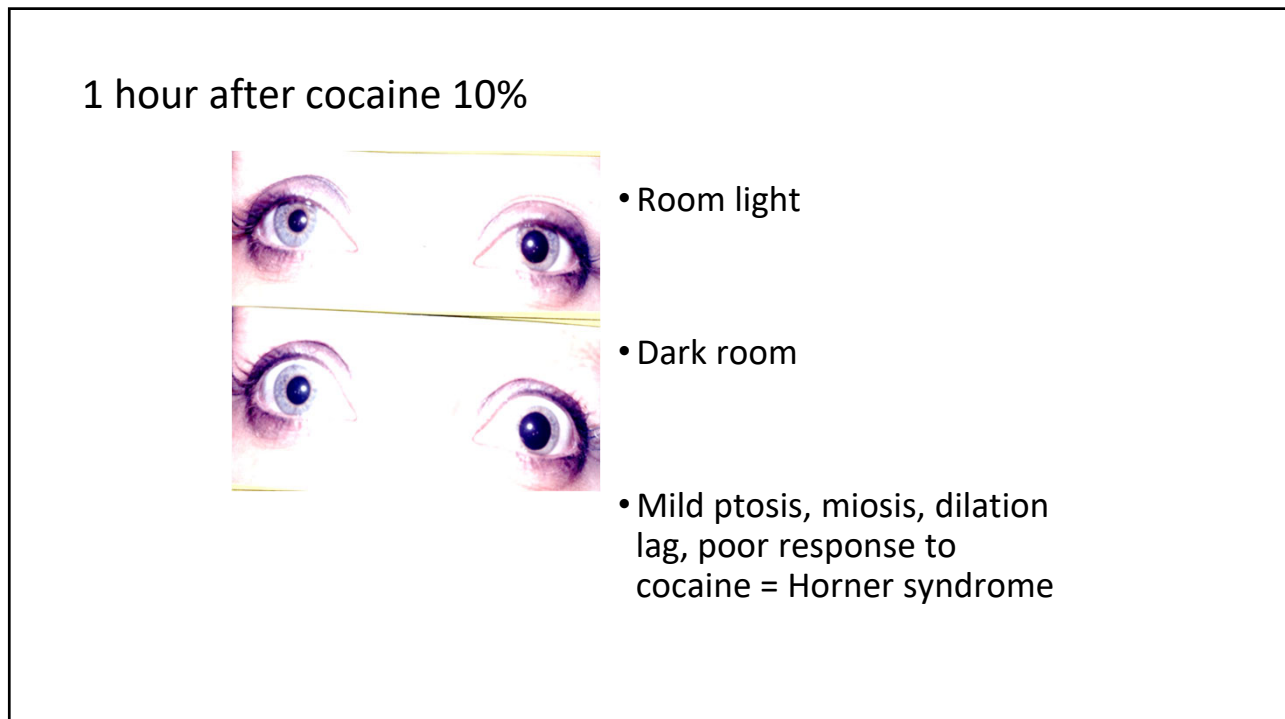 1 hour after cocaine 10%
•Room light
•Dark room
•Mild ptosis, miosis, dilation
lag, poor response to
cocaine = Horner syndrome